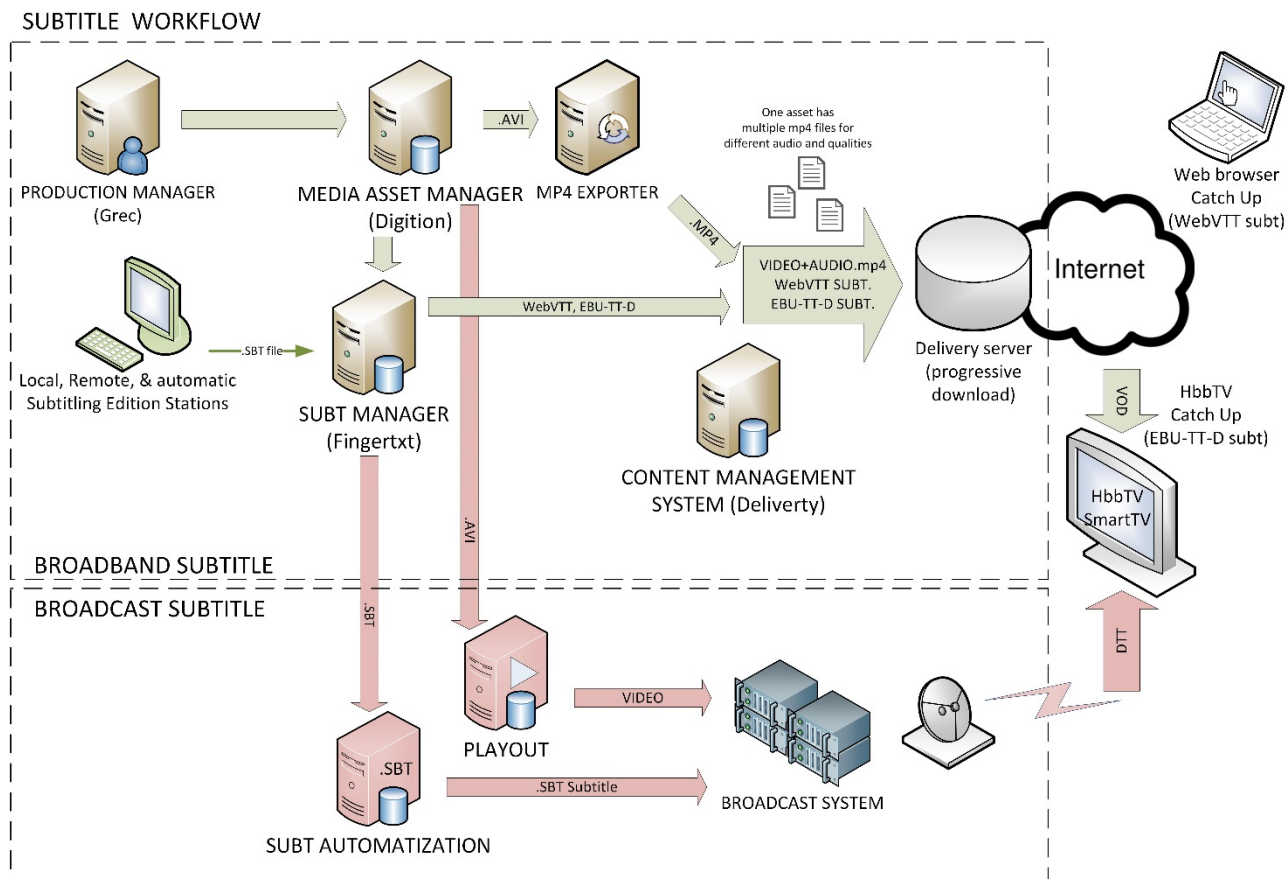 SUBTITLE WORKFLOW
PRODUCTION MANAGER
(Grec)
MEDIA ASSET MANAGER
(Digition)
.AVI
MP4 EXPORTER
One asset has
multiple mp4 files for
different audio and qualities
.MP4
VIDEO+AUDIO.mp4
WebVTT SUBT.
EBU-TT-D SUBT.
Web browser
Catch Up
(WebVTT subt)
Internet
Delivery server
(progressive
download)
Local, Remote, & automatic
Subtitling Edition Stations
.SBT file
SUBT MANAGER
(Fingertxt)
WebVTT, EBU-TT-D
CONTENT MANAGEMENT
SYSTEM (Deliverty)
VOD
HbbTV
Catch Up
(EBU-TT-D subt)
HbbTV
SmartTV
BROADBAND SUBTITLE
BROADCAST SUBTITLE
.SBT
.AVI
PLAYOUT
VIDEO
.SBT
SUBT AUTOMATIZATION
.SBT Subtitle
BROADCAST SYSTEM
TTD